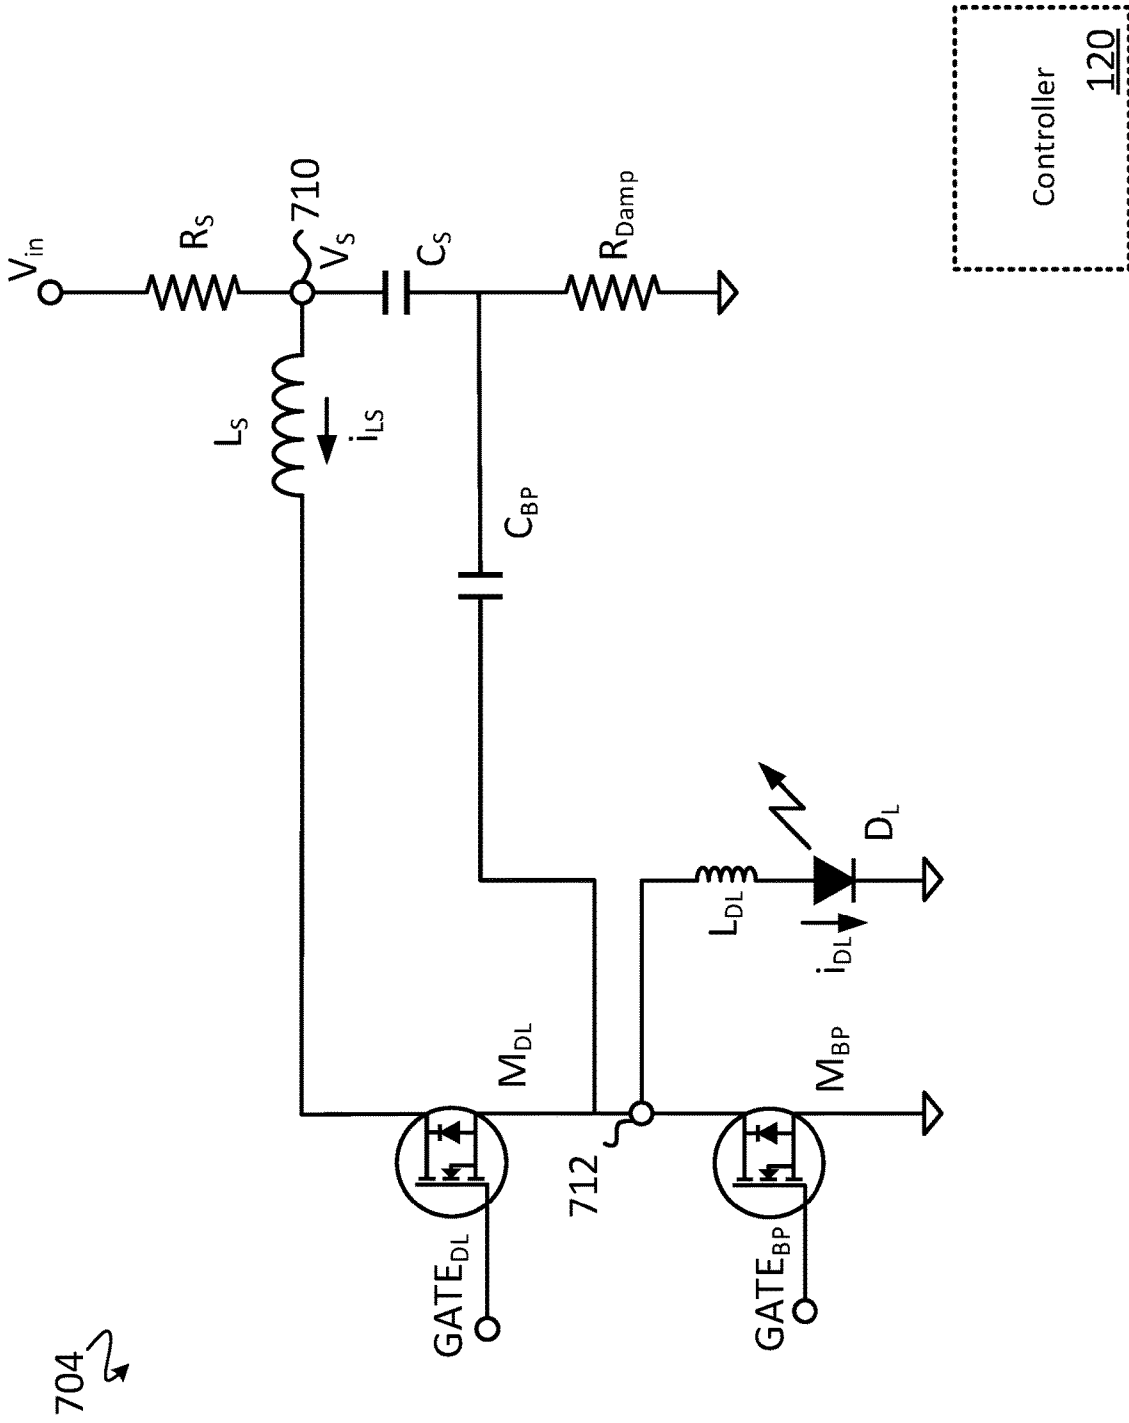 704
GATE_DL
M_DL
712
GATE_BP
M_BP
L_DL
i_DL
D_L
C_BP
L_S
i_LS
V_in
R_S
710
V_S
C_S
R_Damp
Controller
120